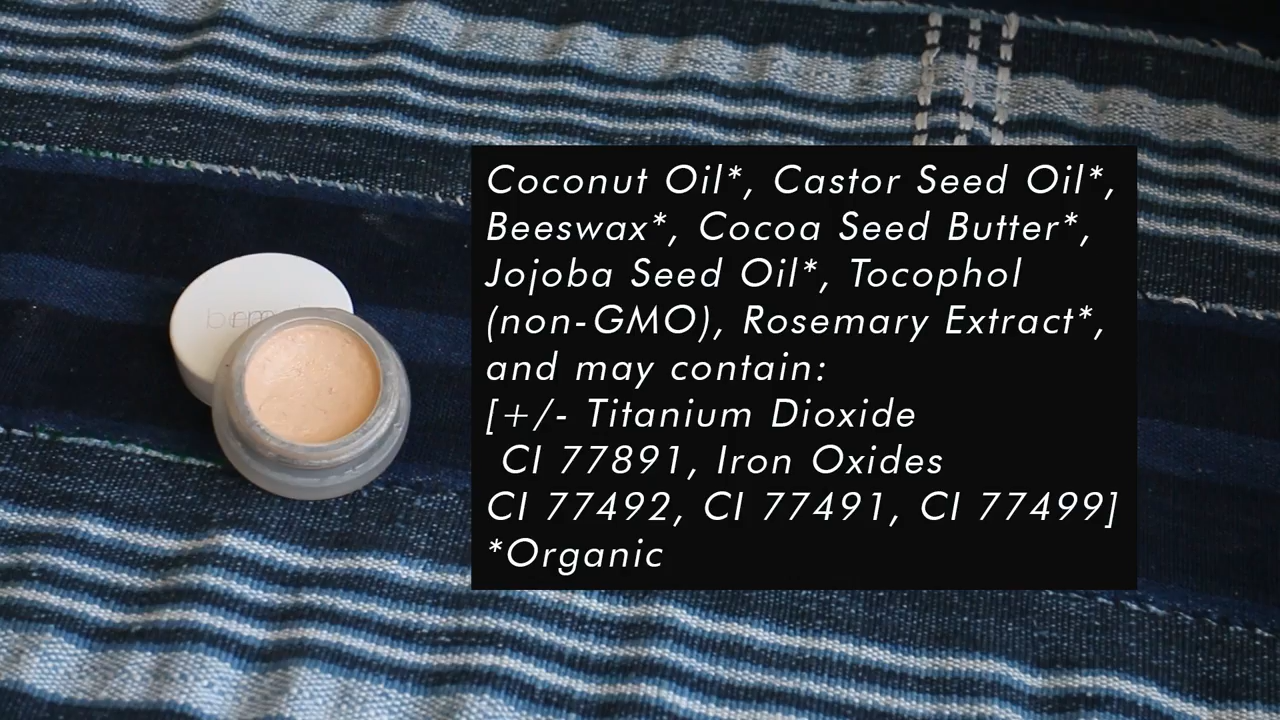 Coconut Oil*, Castor Seed Oil*,
Beeswax*, Cocoa Seed Butter*,
Jojoba Seed Oil*, Tocophol
(non-GMO), Rosemary Extract*,
and may contain:
[+/- Titanium Dioxide
CI 77891, Iron Oxides
CI 77492, CI 77491, CI 77499]
*Organic